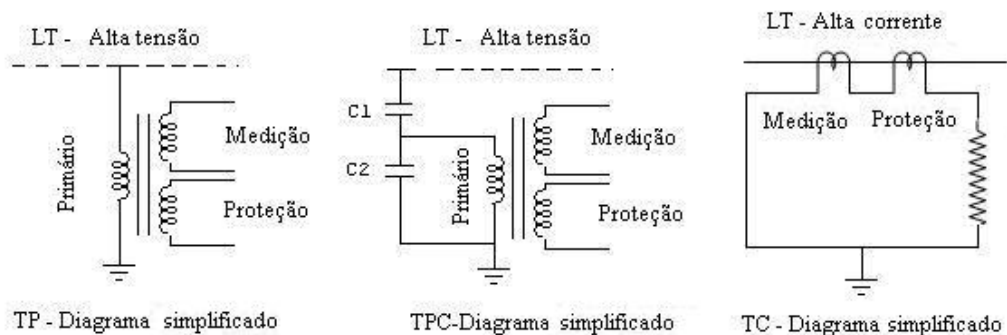 LT - Alta tensão
Primário
Medição
Proteção
TP - Diagrama simplificado
LT - Alta tensão
C1
C2
Primário
Medição
Proteção
TPC-Diagrama simplificado
LT - Alta corrente
Medição
Proteção
TC - Diagrama simplificado